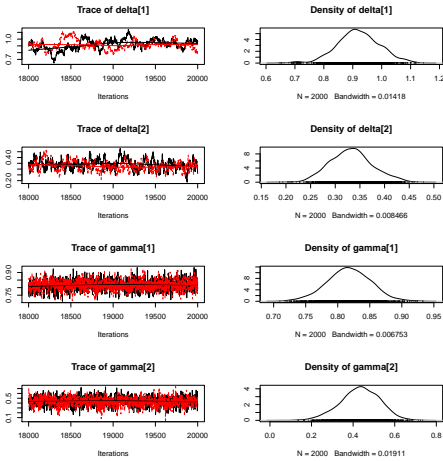 Trace of delta[1]
1.0
0.7
18000 18500 19000 19500 20000
Iterations
Density of delta[1]
4
2
0
0.6 0.7 0.8 0.9 1.0 1.1 1.2
N = 2000 Bandwidth = 0.01418
Trace of delta[2]
0.40
0.20
18000 18500 19000 19500 20000
Iterations
Density of delta[2]
8
4
0
0.15 0.20 0.25 0.30 0.35 0.40 0.45 0.50
N = 2000 Bandwidth = 0.008466
Trace of gamma[1]
0.90
0.75
18000 18500 19000 19500 20000
Iterations
Density of gamma[1]
8
4
0
0.70 0.75 0.80 0.85 0.90 0.95
N = 2000 Bandwidth = 0.006753
Trace of gamma[2]
0.5
0.1
18000 18500 19000 19500 20000
Iterations
Density of gamma[2]
4
2
0
0.0 0.2 0.4 0.6 0.8
N = 2000 Bandwidth = 0.01911